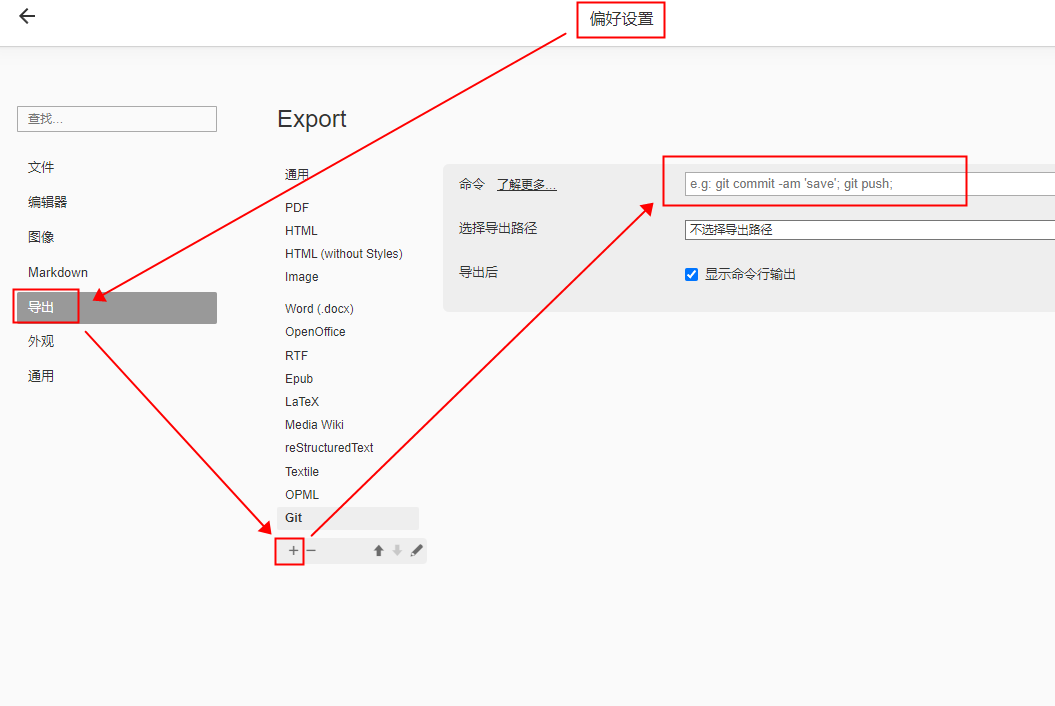 偏好设置
查找...
文件
编辑器
图像
Markdown
导出
外观
通用
Export
通用
PDF
HTML
HTML (without Styles)
Image
Word (.docx)
OpenOffice
RTF
Epub
LaTeX
Media Wiki
reStructuredText
Textile
OPML
Git
命令 了解更多... e.g: git commit -am 'save'; git push;
选择导出路径 不选择导出路径
导出后 显示命令行输出